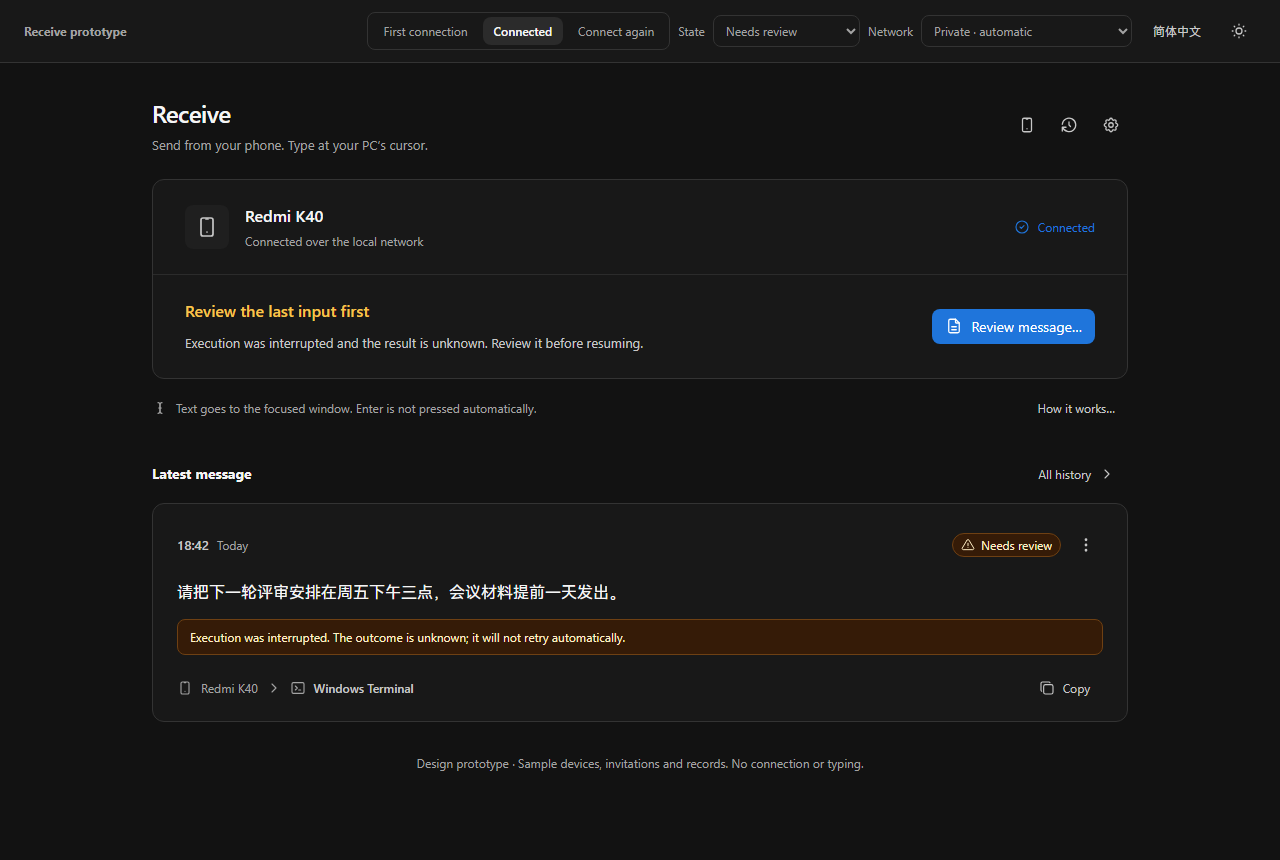 Receive prototype
First connection
Connected
Connect again
State
Needs review
Network
Private · automatic
简体中文
Receive
Send from your phone. Type at your PC's cursor.
Redmi K40
Connected over the local network
Connected
Review the last input first
Execution was interrupted and the result is unknown. Review it before resuming.
Review message...
Text goes to the focused window. Enter is not pressed automatically.
How it works...
Latest message
All history
18:42 Today
Needs review
请把下一轮评审安排在周五下午三点，会议材料提前一天发出。
Execution was interrupted. The outcome is unknown; it will not retry automatically.
Redmi K40
Windows Terminal
Copy
Design prototype · Sample devices, invitations and records. No connection or typing.